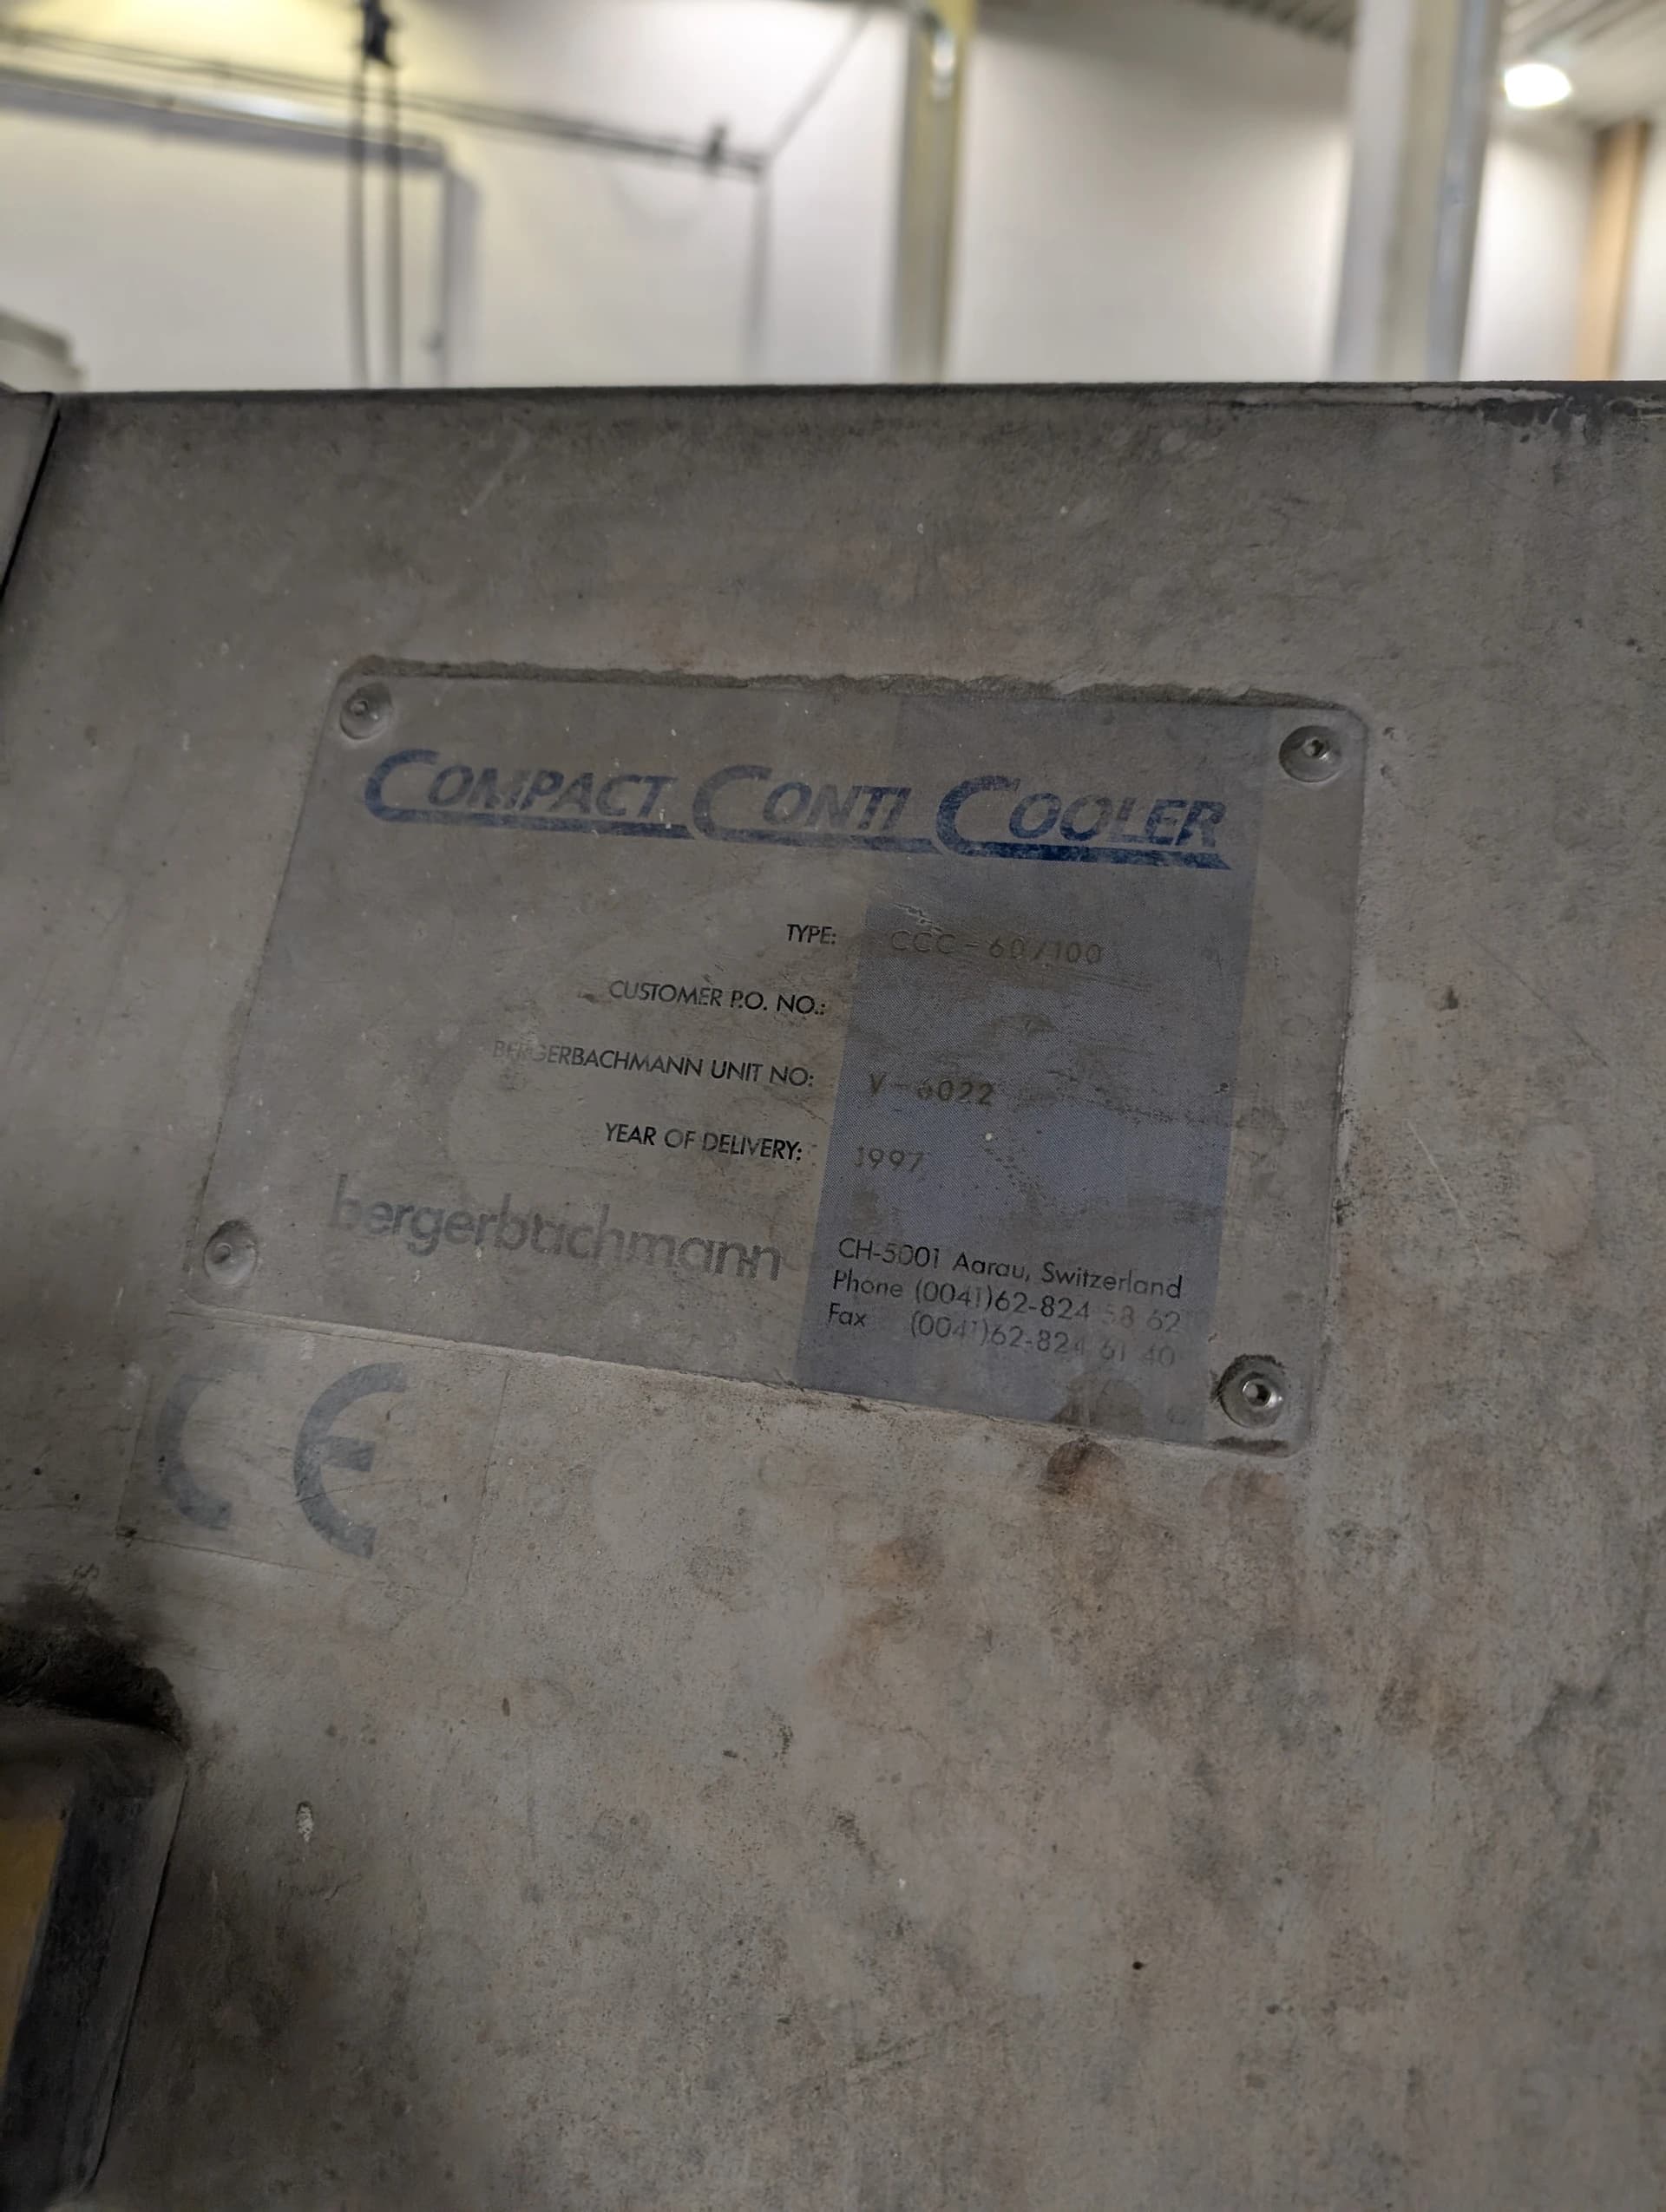 COMPACT CONTI COOLER
TYPE: CCC-60/100
CUSTOMER P.O. NO.:
BERGERBACHMANN UNIT NO: V-6022
YEAR OF DELIVERY: 1997
bergerbachmann
CH-5001 Aarau, Switzerland
Phone (0041)62-824 58 62
Fax (0041)62-824 61 40
CE